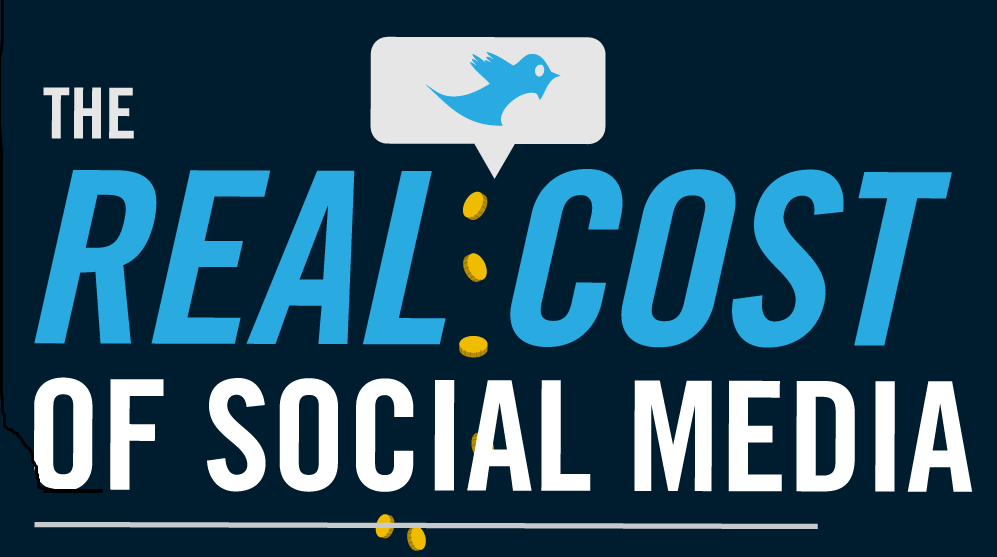 THE
REAL COST
OF SOCIAL MEDIA